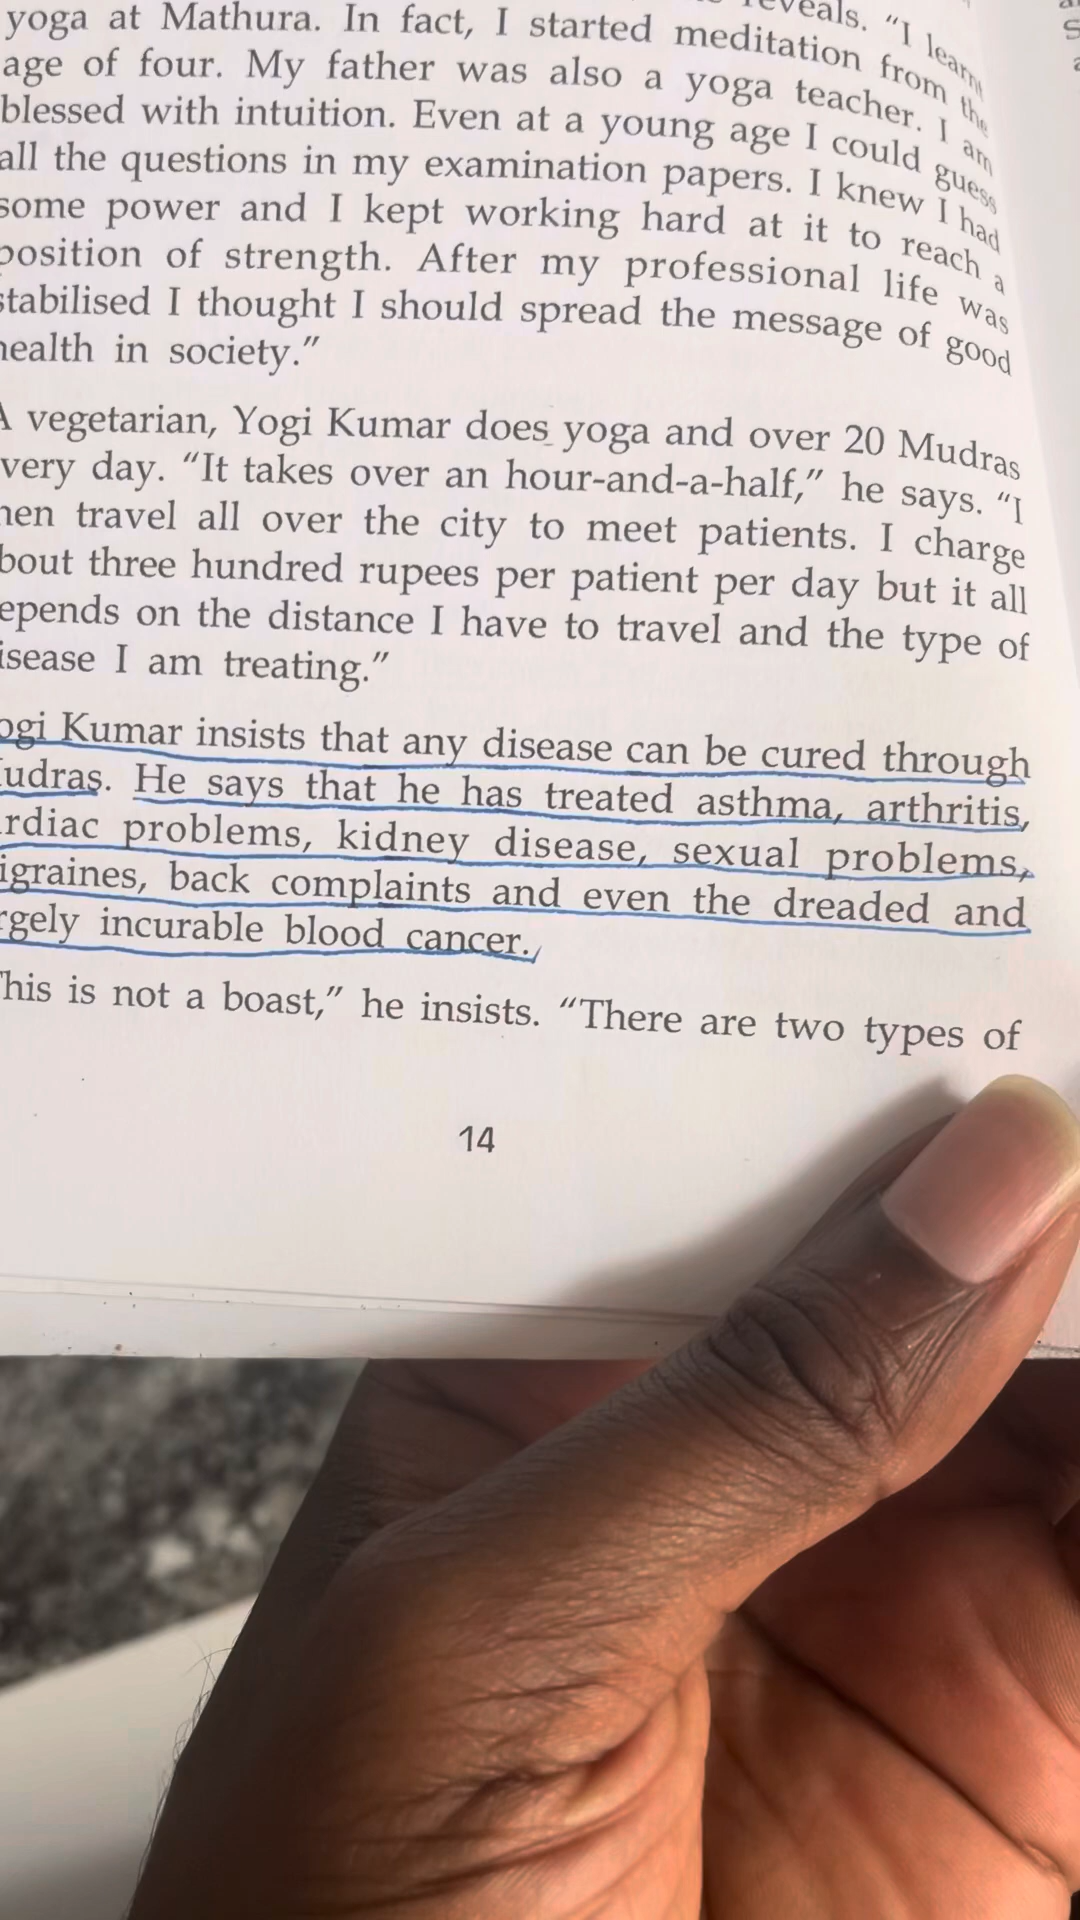 reveals. "I learnt
yoga at Mathura. In fact, I started meditation from the
age of four. My father was also a yoga teacher. I am
blessed with intuition. Even at a young age I could guess
all the questions in my examination papers. I knew I had
some power and I kept working hard at it to reach a
position of strength. After my professional life was
stabilised I thought I should spread the message of good
health in society."
A vegetarian, Yogi Kumar does yoga and over 20 Mudras
very day. "It takes over an hour-and-a-half," he says. "I
hen travel all over the city to meet patients. I charge
bout three hundred rupees per patient per day but it all
epends on the distance I have to travel and the type of
isease I am treating."
ogi Kumar insists that any disease can be cured through
udras. He says that he has treated asthma, arthritis,
rdiac problems, kidney disease, sexual problems,
igraines, back complaints and even the dreaded and
rgely incurable blood cancer.
This is not a boast," he insists. "There are two types of
14